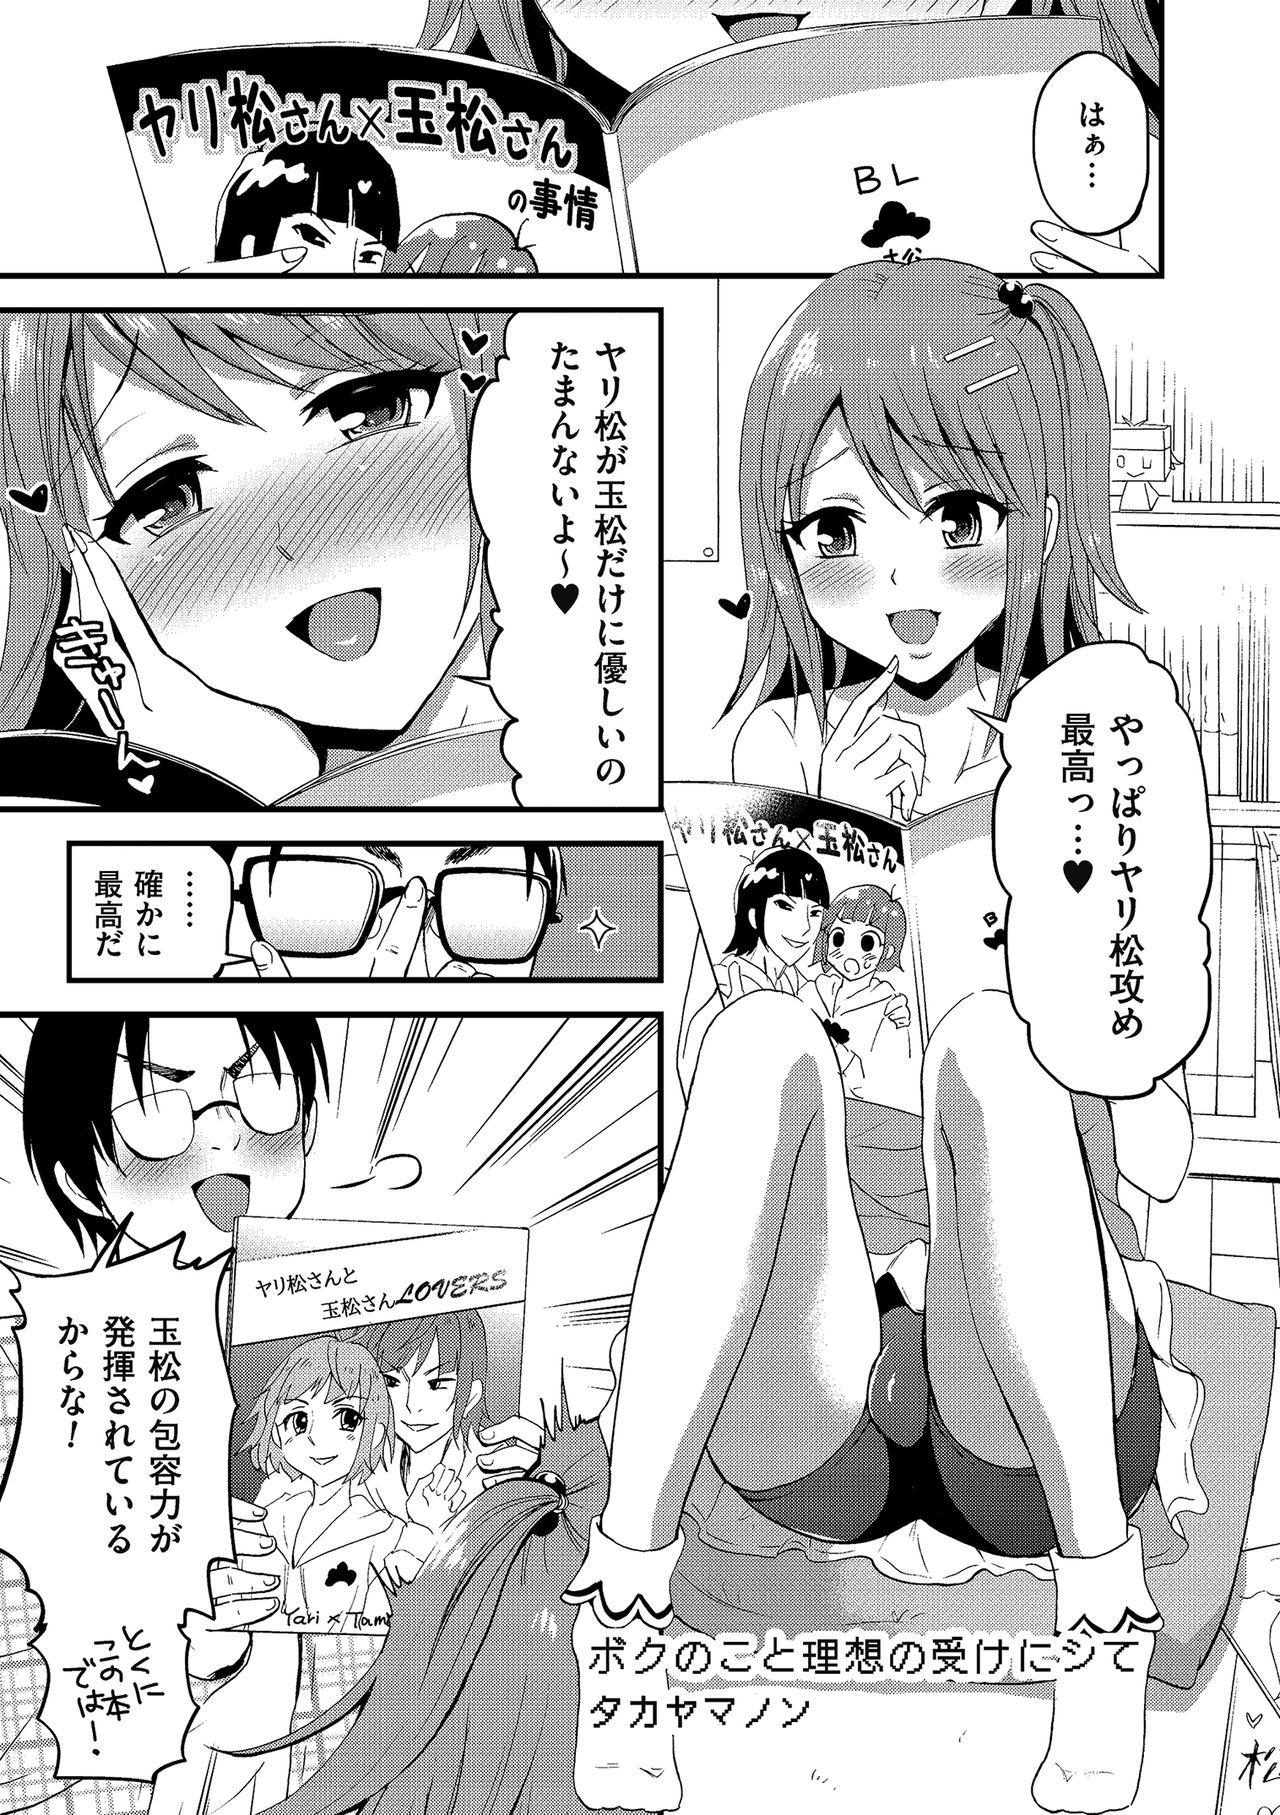 はぁ…
ヤリ松さん×玉松さん
の事情
BL
松
やっぱりヤリ松攻め
最高っ…♥
ヤリ松さん×玉松さん
B
ヤリ松が玉松だけに優しいの
たまんないよ～♥
きゅーん
……
確かに
最高だ
っ
ヤリ松さんと
玉松さんLOVERS
Yari×Tam
玉松の包容力が
発揮されている
からな!
とくに
この本
では!
ボクのこと理想の受けにシて
タカヤマノン
松